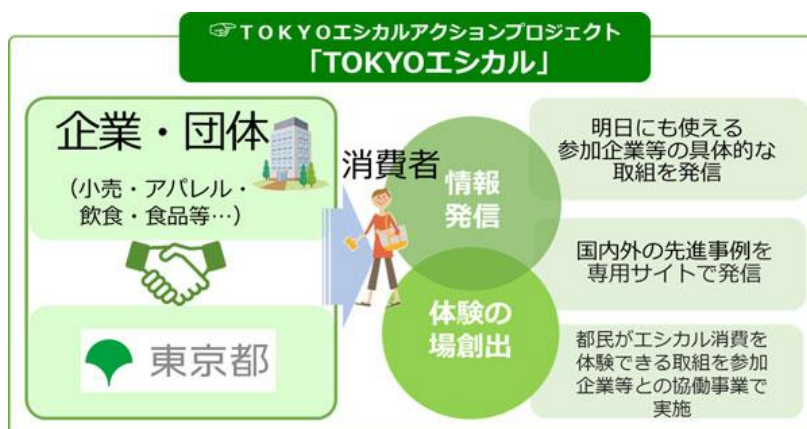 ☞TOKYOエシカルアクションプロジェクト
「TOKYOエシカル」
企業・団体
(小売・アパレル・
飲食・食品等…)
東京都
消費者
情報
発信
体験の
場創出
明日にも使える
参加企業等の具体的な
取組を発信
国内外の先進事例を
専用サイトで発信
都民がエシカル消費を
体験できる取組を参加
企業等との協働事業で
実施